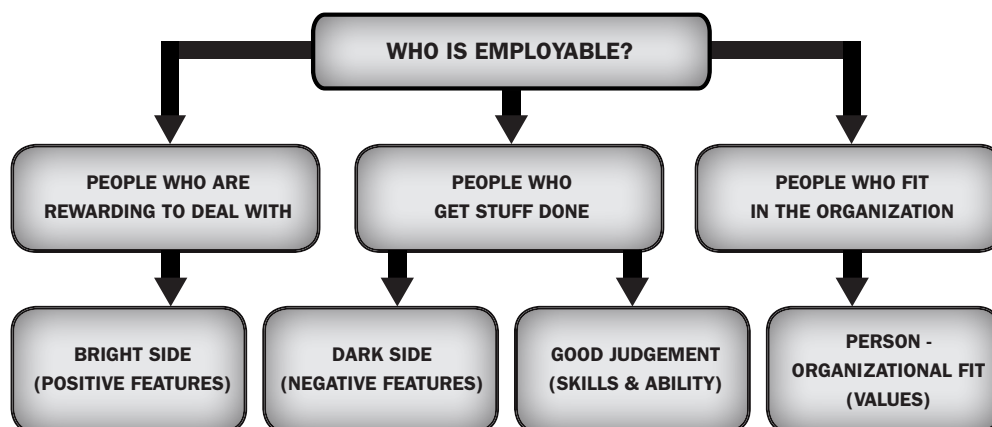 WHO IS EMPLOYABLE?
PEOPLE WHO ARE
REWARDING TO DEAL WITH
PEOPLE WHO
GET STUFF DONE
PEOPLE WHO FIT
IN THE ORGANIZATION
BRIGHT SIDE
(POSITIVE FEATURES)
DARK SIDE
(NEGATIVE FEATURES)
GOOD JUDGEMENT
(SKILLS & ABILITY)
PERSON -
ORGANIZATIONAL FIT
(VALUES)